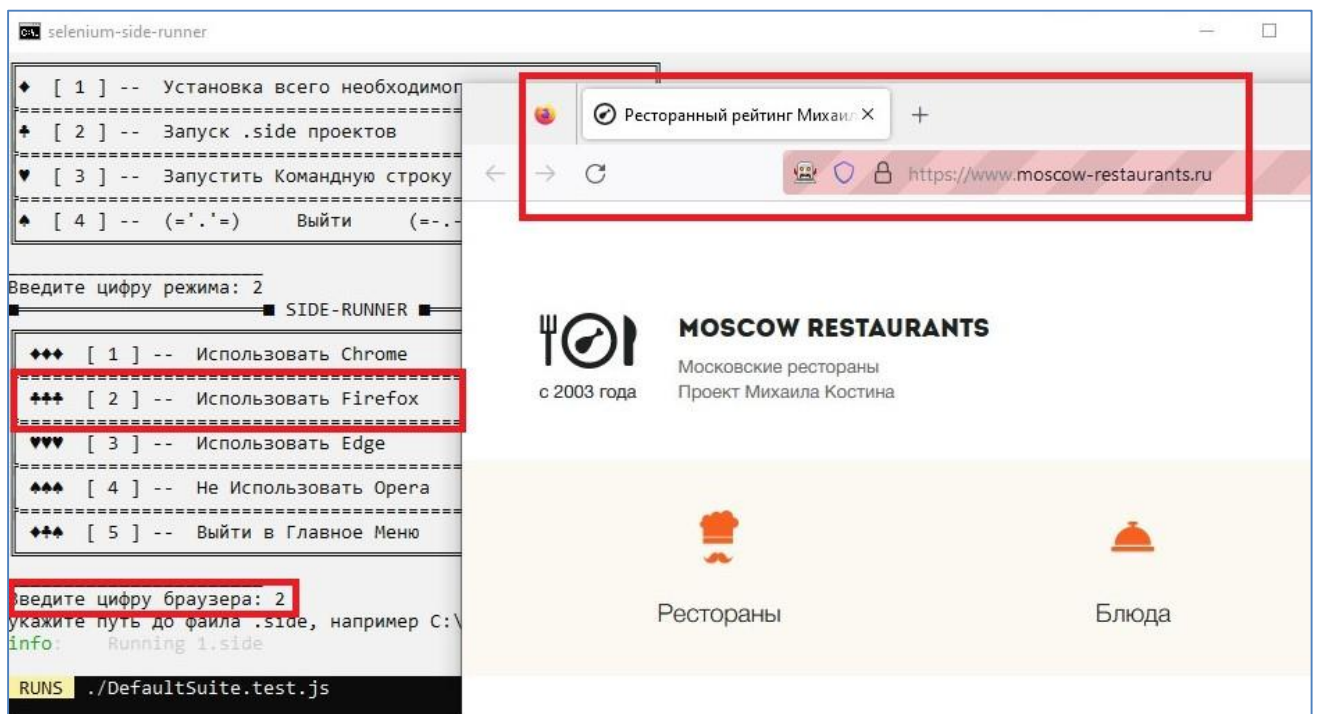 selenium-side-runner
♦ [ 1 ] -- Установка всего необходимог
♣ [ 2 ] -- Запуск .side проектов
♥ [ 3 ] -- Запустить Командную строку
♠ [ 4 ] -- (='.'=) Выйти (=-.-
Введите цифру режима: 2
SIDE-RUNNER
♦♦♦ [ 1 ] -- Использовать Chrome
♣♣♣ [ 2 ] -- Использовать Firefox
♥♥♥ [ 3 ] -- Использовать Edge
♠♠♠ [ 4 ] -- Не Использовать Opera
♦♣♠ [ 5 ] -- Выйти в Главное Меню
Введите цифру браузера: 2
укажите путь до файла .side, например C:\
info: Running 1.side
RUNS ./DefaultSuite.test.js
Ресторанный рейтинг Михаил
https://www.moscow-restaurants.ru
MOSCOW RESTAURANTS
Московские рестораны
с 2003 года Проект Михаила Костина
Рестораны Блюда